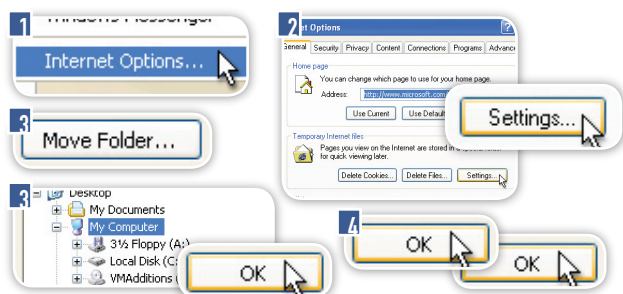 1
Windows Messenger
Internet Options...
2
et Options
General Security Privacy Content Connections Programs Advance
Home page
You can change which page to use for your home page.
Address: http://www.microsoft.com
Use Current Use Default
Settings...
Temporary Internet files
Pages you view on the Internet are stored in a special folder
for quick viewing later.
Delete Cookies... Delete Files... Settings...
3
Move Folder...
3
Desktop
My Documents
My Computer
3½ Floppy (A:)
Local Disk (C:
VMAdditions (
OK
4
OK
OK